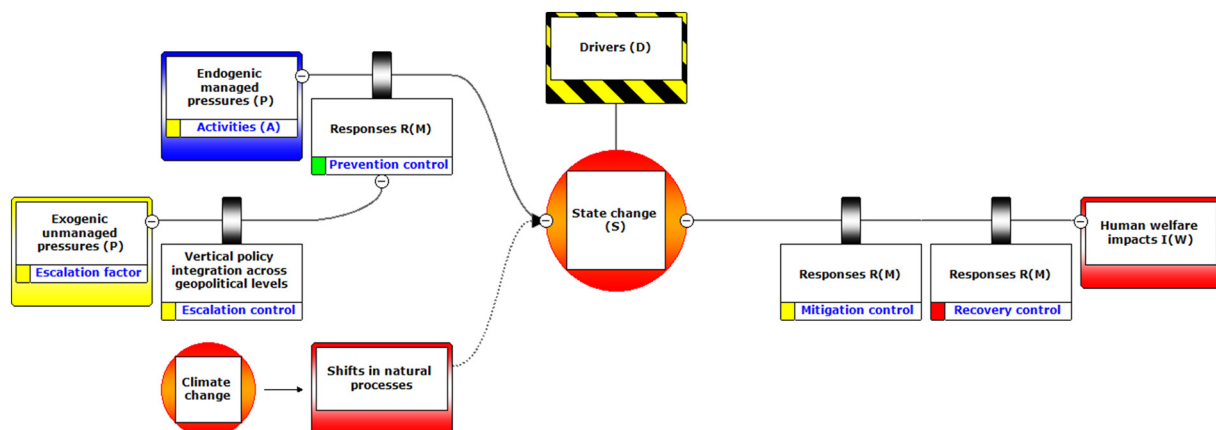 Drivers (D)
Endogenic
managed
pressures (P)
Activities (A)
Responses R(M)
Prevention control
Exogenic
unmanaged
pressures (P)
Escalation factor
Vertical policy
integration across
geopolitical levels
Escalation control
State change
(S)
Responses R(M)
Mitigation control
Responses R(M)
Recovery control
Human welfare
impacts I(W)
Climate
change
Shifts in natural
processes